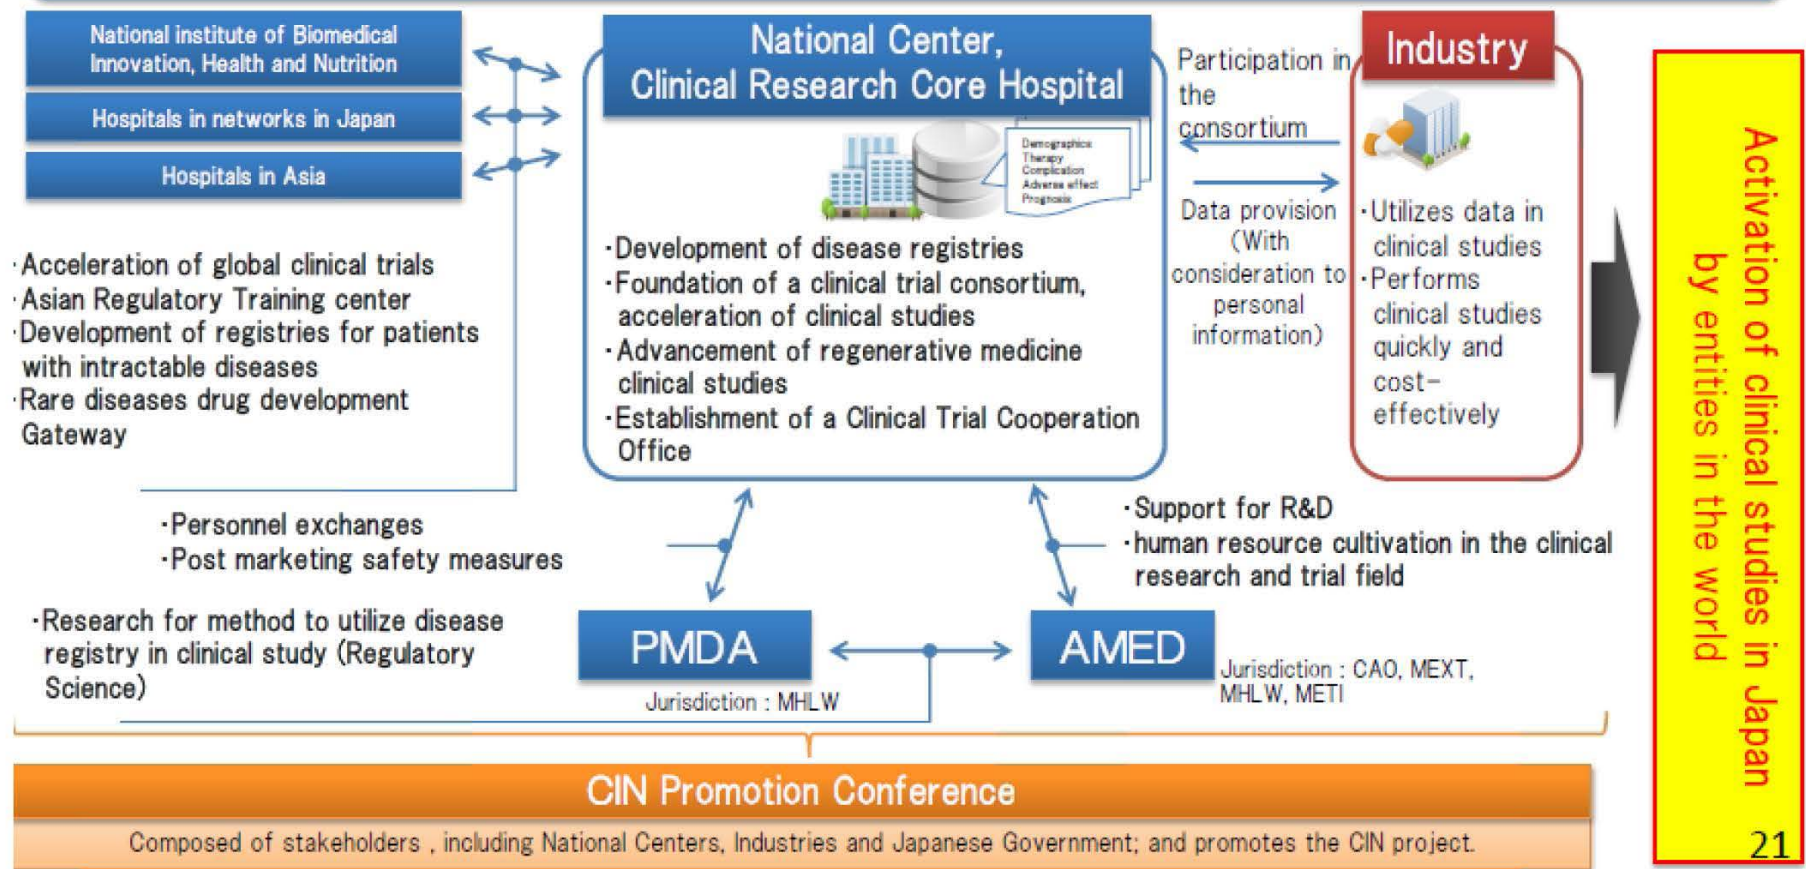 National institute of Biomedical
Innovation, Health and Nutrition
Hospitals in networks in Japan
Hospitals in Asia
·Acceleration of global clinical trials
·Asian Regulatory Training center
·Development of registries for patients
with intractable diseases
·Rare diseases drug development
Gateway
National Center,
Clinical Research Core Hospital
Demographics
Therapy
Complication
Adverse effect
Prognosis
·Development of disease registries
·Foundation of a clinical trial consortium,
acceleration of clinical studies
·Advancement of regenerative medicine
clinical studies
·Establishment of a Clinical Trial Cooperation
Office
Participation in
the
consortium
Data provision
(With
consideration to
personal
information)
Industry
·Utilizes data in
clinical studies
·Performs
clinical studies
quickly and
cost-
effectively
Activation of clinical studies in Japan
by entities in the world
·Personnel exchanges
·Post marketing safety measures
·Support for R&D
·human resource cultivation in the clinical
research and trial field
·Research for method to utilize disease
registry in clinical study (Regulatory
Science)
PMDA
Jurisdiction : MHLW
AMED
Jurisdiction : CAO, MEXT,
MHLW, METI
CIN Promotion Conference
Composed of stakeholders , including National Centers, Industries and Japanese Government; and promotes the CIN project.
21